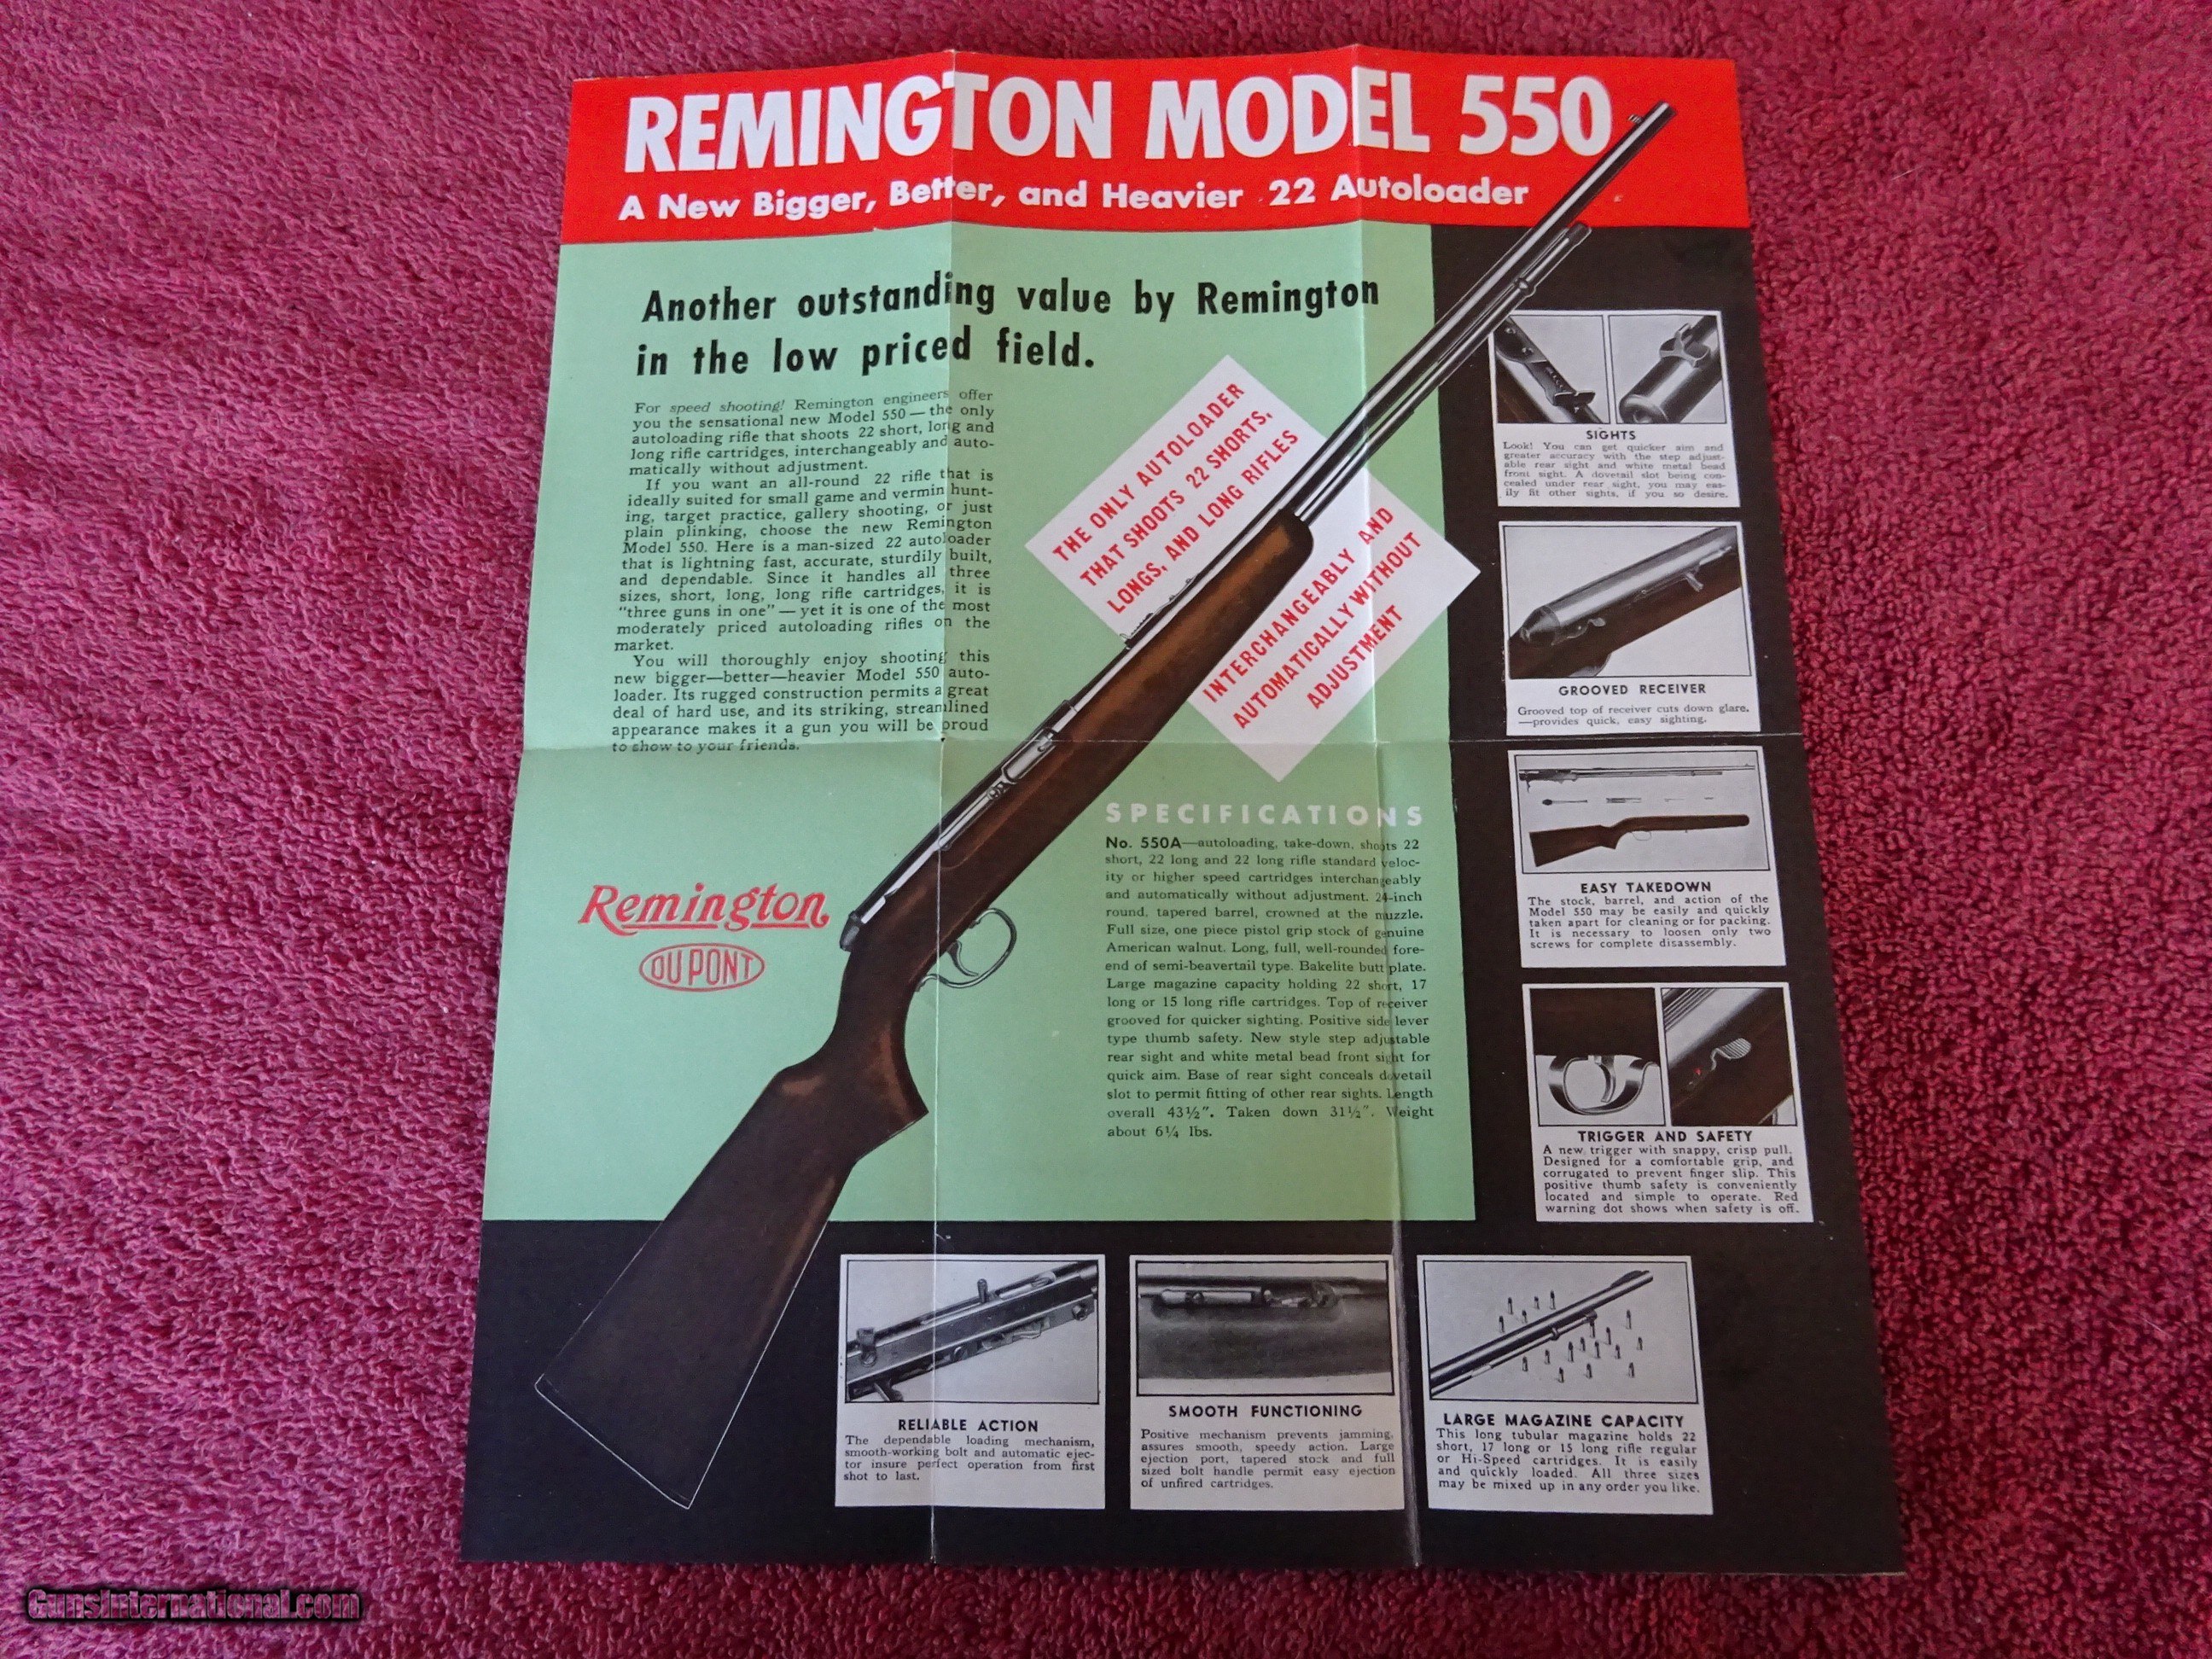 REMINGTON MODEL 550
A New Bigger, Better, and Heavier .22 Autoloader
Another outstanding value by Remington
in the low priced field.
For speed shooting! Remington engineers offer
you the sensational new Model 550—the only
autoloading rifle that shoots 22 short, long and
long rifle cartridges, interchangeably and auto-
matically without adjustment.
If you want an all-round 22 rifle that is
ideally suited for small game and vermin hunt-
ing, target practice, gallery shooting, or just
plain plinking, choose the new Remington
Model 550. Here is a man-sized 22 autoloader
that is lightning fast, accurate, sturdily built,
and dependable. Since it handles all three
sizes, short, long, long rifle cartridges, it is
"three guns in one"—yet it is one of the most
moderately priced autoloading rifles on the
market.
You will thoroughly enjoy shooting this
new bigger—better—heavier Model 550 auto-
loader. Its rugged construction permits a great
deal of hard use, and its striking, streamlined
appearance makes it a gun you will be proud
to show to your friends.
THE ONLY AUTOLOADER
THAT SHOOTS 22 SHORTS,
LONGS, AND LONG RIFLES
INTERCHANGEABLY AND
AUTOMATICALLY WITHOUT
ADJUSTMENT
Remington
DU PONT
SPECIFICATIONS
No. 550A—autoloading, take-down, shoots 22
short, 22 long and 22 long rifle standard veloc-
ity or higher speed cartridges interchangeably
and automatically without adjustment. 24-inch
round, tapered barrel, crowned at the muzzle.
Full size, one piece pistol grip stock of genuine
American walnut. Long, full, well-rounded fore-
end of semi-beavertail type. Bakelite butt plate.
Large magazine capacity holding 22 short, 17
long or 15 long rifle cartridges. Top of receiver
grooved for quicker sighting. Positive side lever
type thumb safety. New style step adjustable
rear sight and white metal bead front sight for
quick aim. Base of rear sight conceals dovetail
slot to permit fitting of other rear sights. Length
overall 43½". Taken down 31½". Weight
about 6¼ lbs.
SIGHTS
Look! You can get quicker aim and
greater accuracy with the step adjust-
able rear sight and white metal bead
front sight. A dovetail slot being con-
cealed under rear sight, you may eas-
ily fit other sights, if you so desire.
GROOVED RECEIVER
Grooved top of receiver cuts down glare.
—provides quick, easy sighting.
EASY TAKEDOWN
The stock, barrel, and action of the
Model 550 may be easily and quickly
taken apart for cleaning or for packing.
It is necessary to loosen only two
screws for complete disassembly.
TRIGGER AND SAFETY
A new trigger with snappy, crisp pull.
Designed for a comfortable grip, and
corrugated to prevent finger slip. This
positive thumb safety is conveniently
located and simple to operate. Red
warning dot shows when safety is off.
RELIABLE ACTION
The dependable loading mechanism,
smooth-working bolt and automatic ejec-
tor insure perfect operation from first
shot to last.
SMOOTH FUNCTIONING
Positive mechanism prevents jamming,
assures smooth, speedy action. Large
ejection port, tapered stock and full
sized bolt handle permit easy ejection
of unfired cartridges.
LARGE MAGAZINE CAPACITY
This long tubular magazine holds 22
short, 17 long or 15 long rifle regular
or Hi-Speed cartridges. It is easily
and quickly loaded. All three sizes
may be mixed up in any order you like.
GunsInternational.com